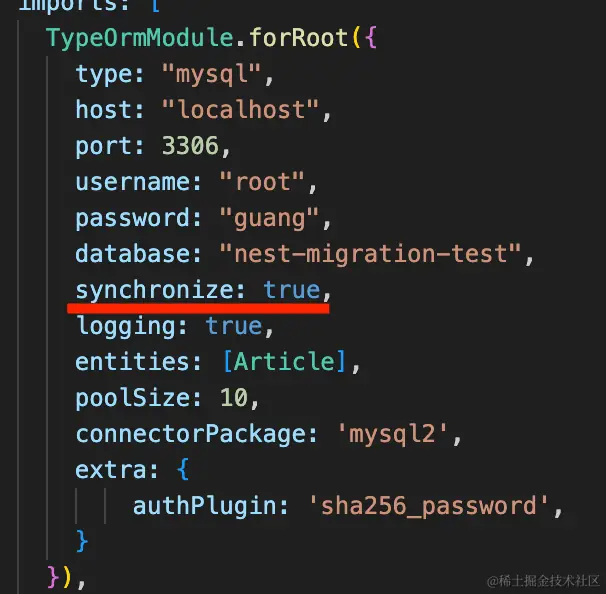 imports: [
TypeOrmModule.forRoot({
type: "mysql",
host: "localhost",
port: 3306,
username: "root",
password: "guang",
database: "nest-migration-test",
synchronize: true,
logging: true,
entities: [Article],
poolSize: 10,
connectorPackage: 'mysql2',
extra: {
authPlugin: 'sha256_password',
}
}),
@稀土掘金技术社区